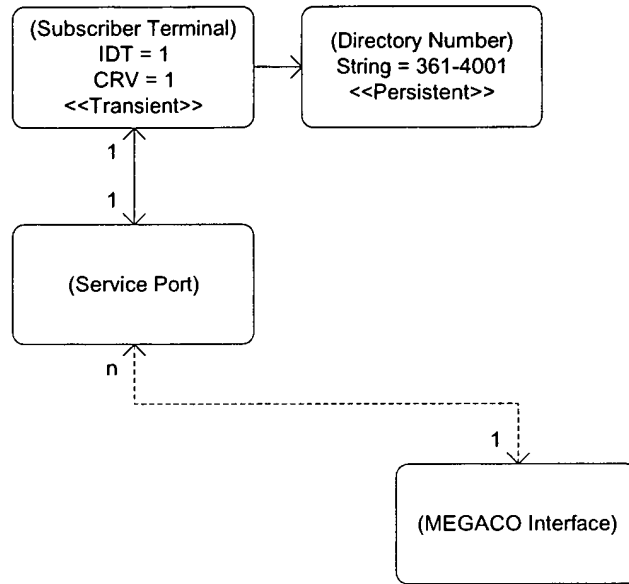 (Subscriber Terminal)
IDT = 1
CRV = 1
<<Transient>>
(Directory Number)
String = 361-4001
<<Persistent>>
1
1
(Service Port)
n
1
(MEGACO Interface)